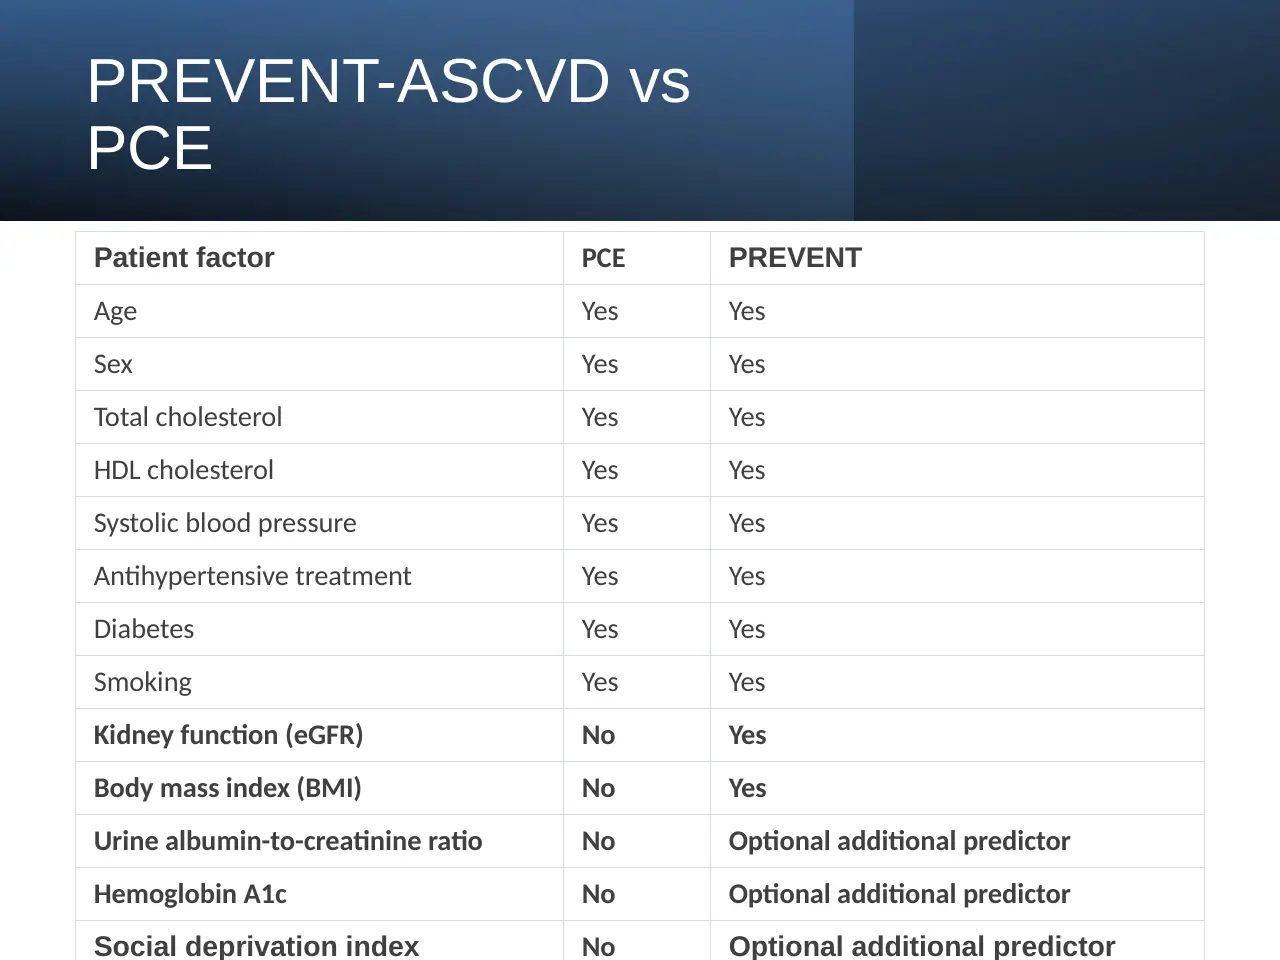 PREVENT-ASCVD vs
PCE
Patient factor PCE PREVENT
Age Yes Yes
Sex Yes Yes
Total cholesterol Yes Yes
HDL cholesterol Yes Yes
Systolic blood pressure Yes Yes
Antihypertensive treatment Yes Yes
Diabetes Yes Yes
Smoking Yes Yes
Kidney function (eGFR) No Yes
Body mass index (BMI) No Yes
Urine albumin-to-creatinine ratio No Optional additional predictor
Hemoglobin A1c No Optional additional predictor
Social deprivation index No Optional additional predictor